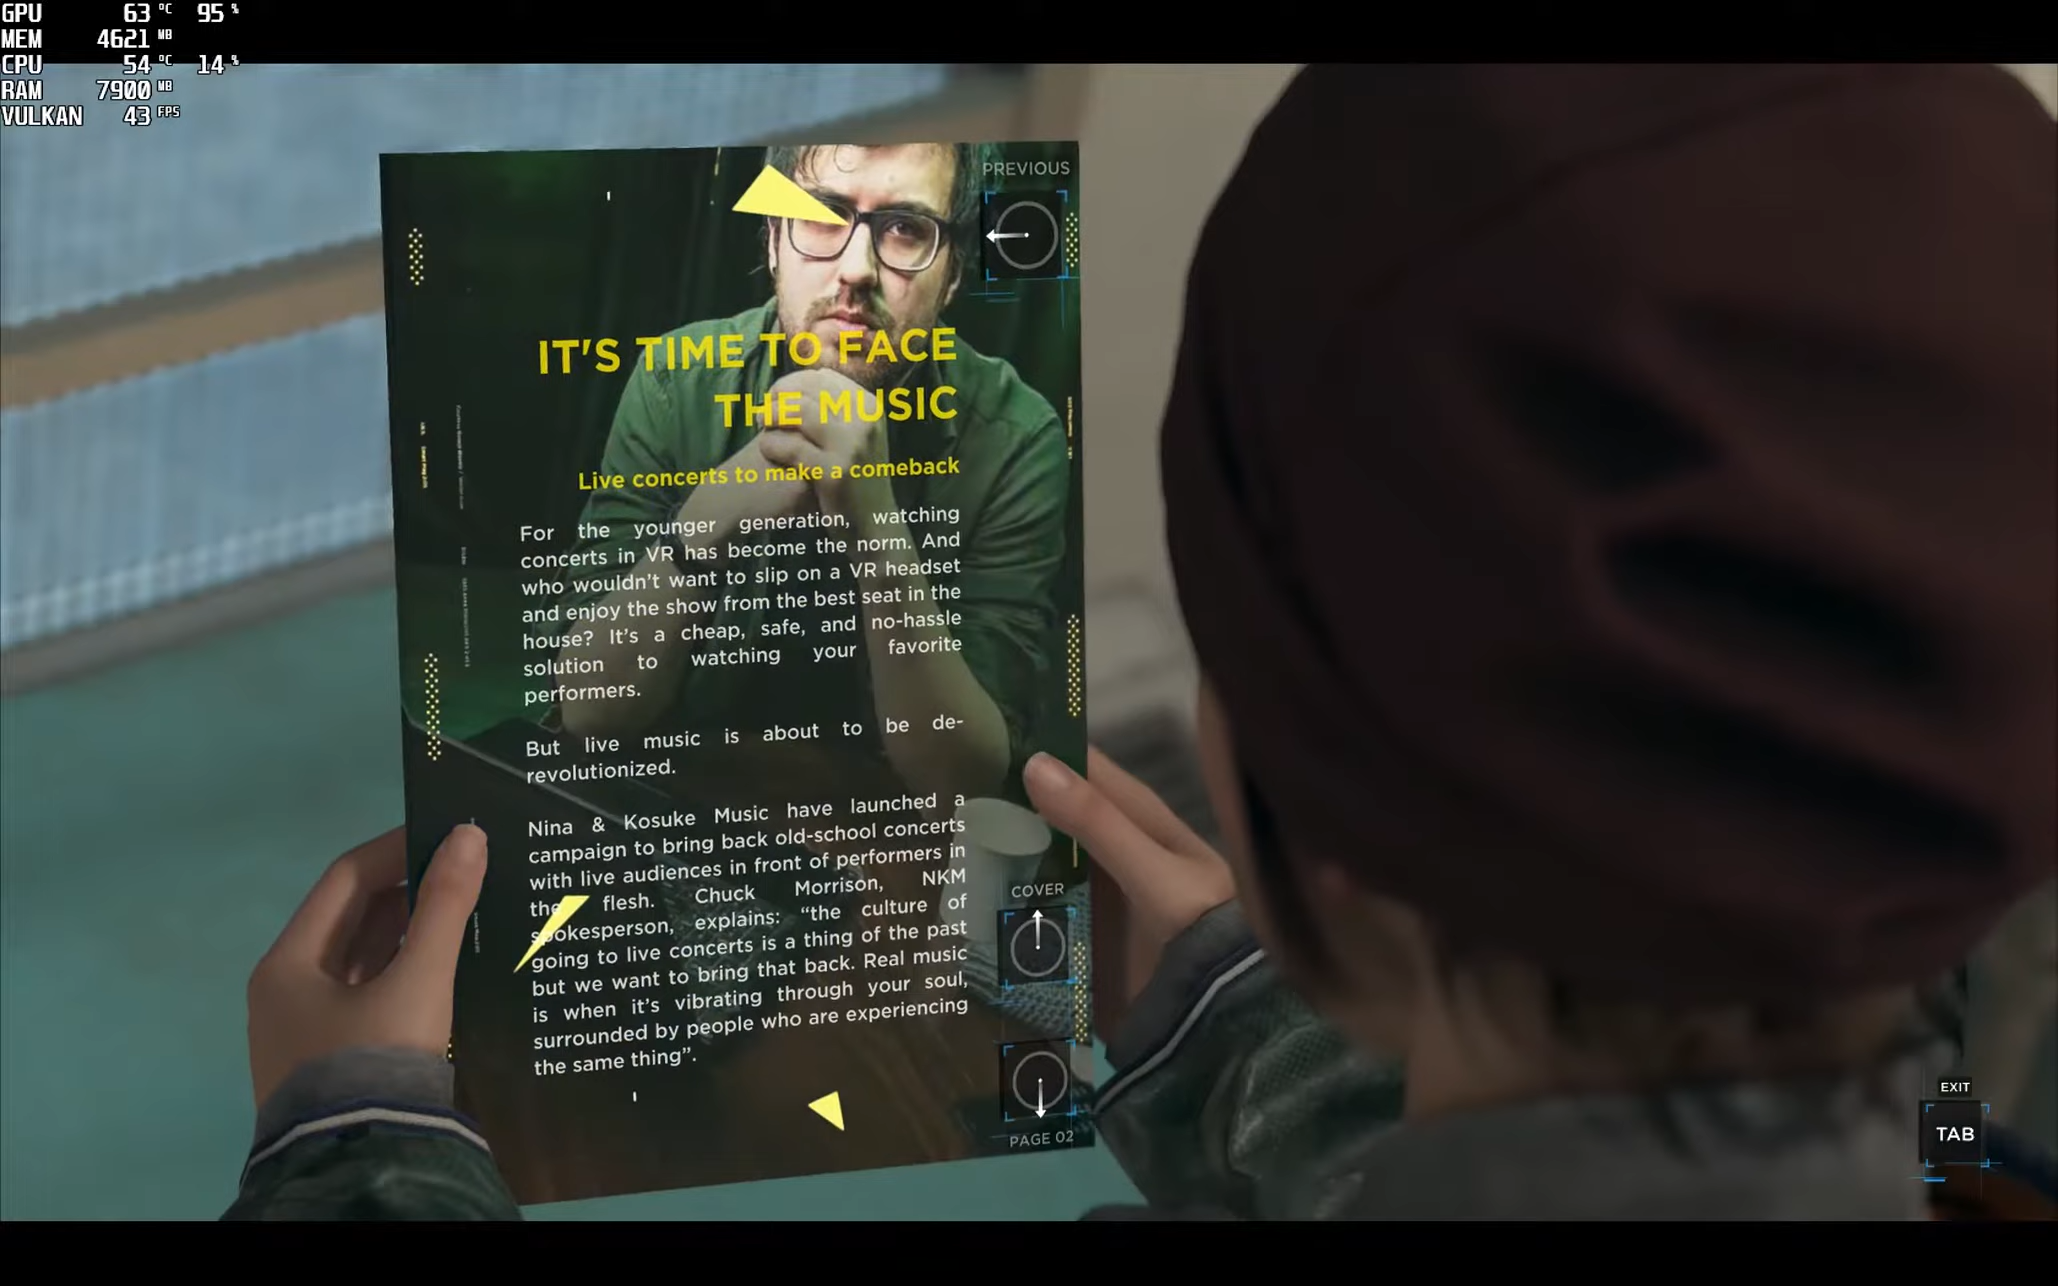 GPU 63 °C 95 %
MEM 4621 MB
CPU 54 °C 14 %
RAM 7900 MB
VULKAN 43 FPS
PREVIOUS
IT'S TIME TO FACE
THE MUSIC
Live concerts to make a comeback
For the younger generation, watching
concerts in VR has become the norm. And
who wouldn't want to slip on a VR headset
and enjoy the show from the best seat in the
house? It's a cheap, safe, and no-hassle
solution to watching your favorite
performers.
But live music is about to be de-
revolutionized.
Nina & Kosuke Music have launched a
campaign to bring back old-school concerts
with live audiences in front of performers in
the flesh. Chuck Morrison, NKM
spokesperson, explains: “the culture of
going to live concerts is a thing of the past
but we want to bring that back. Real music
is when it's vibrating through your soul,
surrounded by people who are experiencing
the same thing”.
COVER
PAGE 02
EXIT
TAB